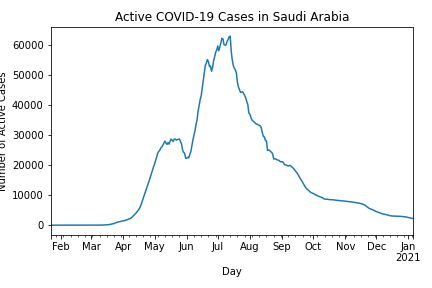 Active COVID-19 Cases in Saudi Arabia
Number of Active Cases
60000
50000
40000
30000
20000
10000
0
Feb Mar Apr May Jun Jul Aug Sep Oct Nov Dec Jan
2021
Day